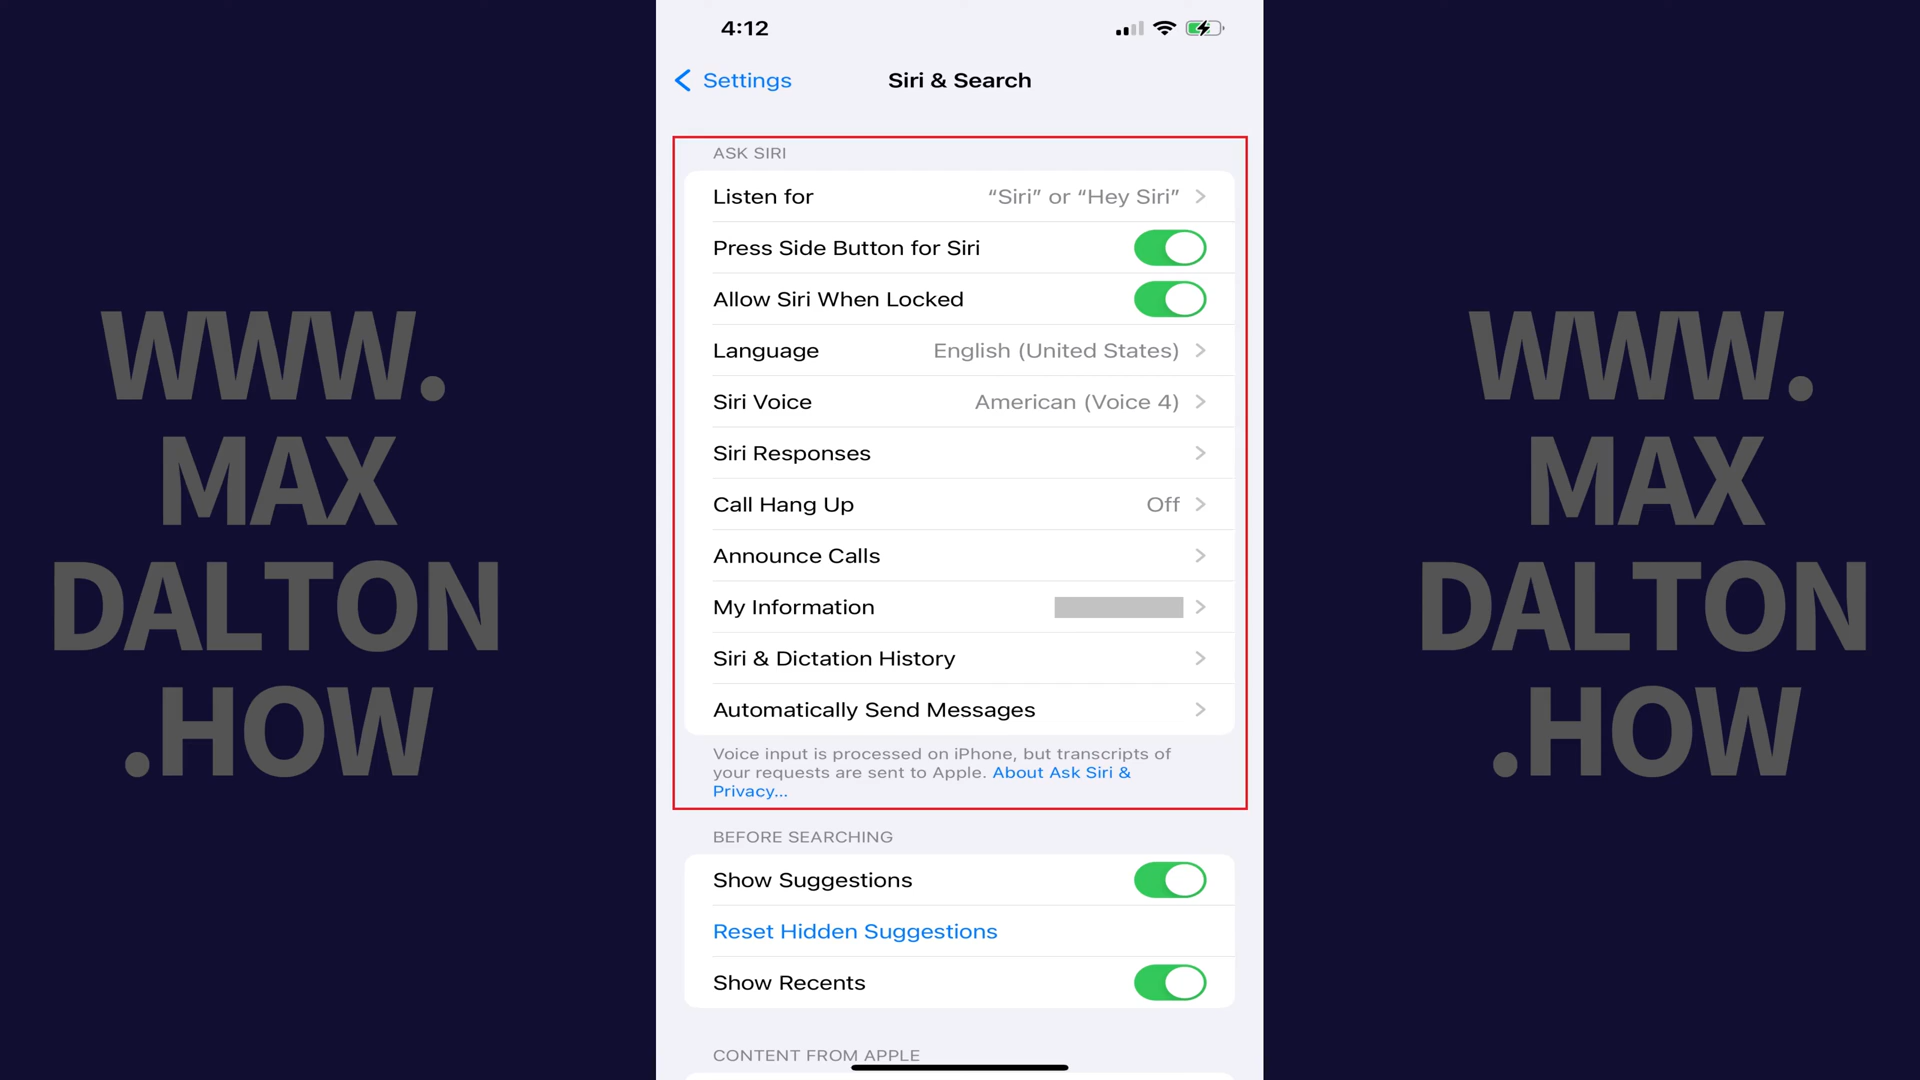 4:12
Settings
Siri & Search
ASK SIRI
Listen for “Siri” or “Hey Siri”
Press Side Button for Siri
Allow Siri When Locked
Language English (United States)
Siri Voice American (Voice 4)
Siri Responses
Call Hang Up Off
Announce Calls
My Information
Siri & Dictation History
Automatically Send Messages
Voice input is processed on iPhone, but transcripts of
your requests are sent to Apple. About Ask Siri &
Privacy...
BEFORE SEARCHING
Show Suggestions
Reset Hidden Suggestions
Show Recents
CONTENT FROM APPLE
WWW.
MAX
DALTON
.HOW
WWW.
MAX
DALTON
.HOW